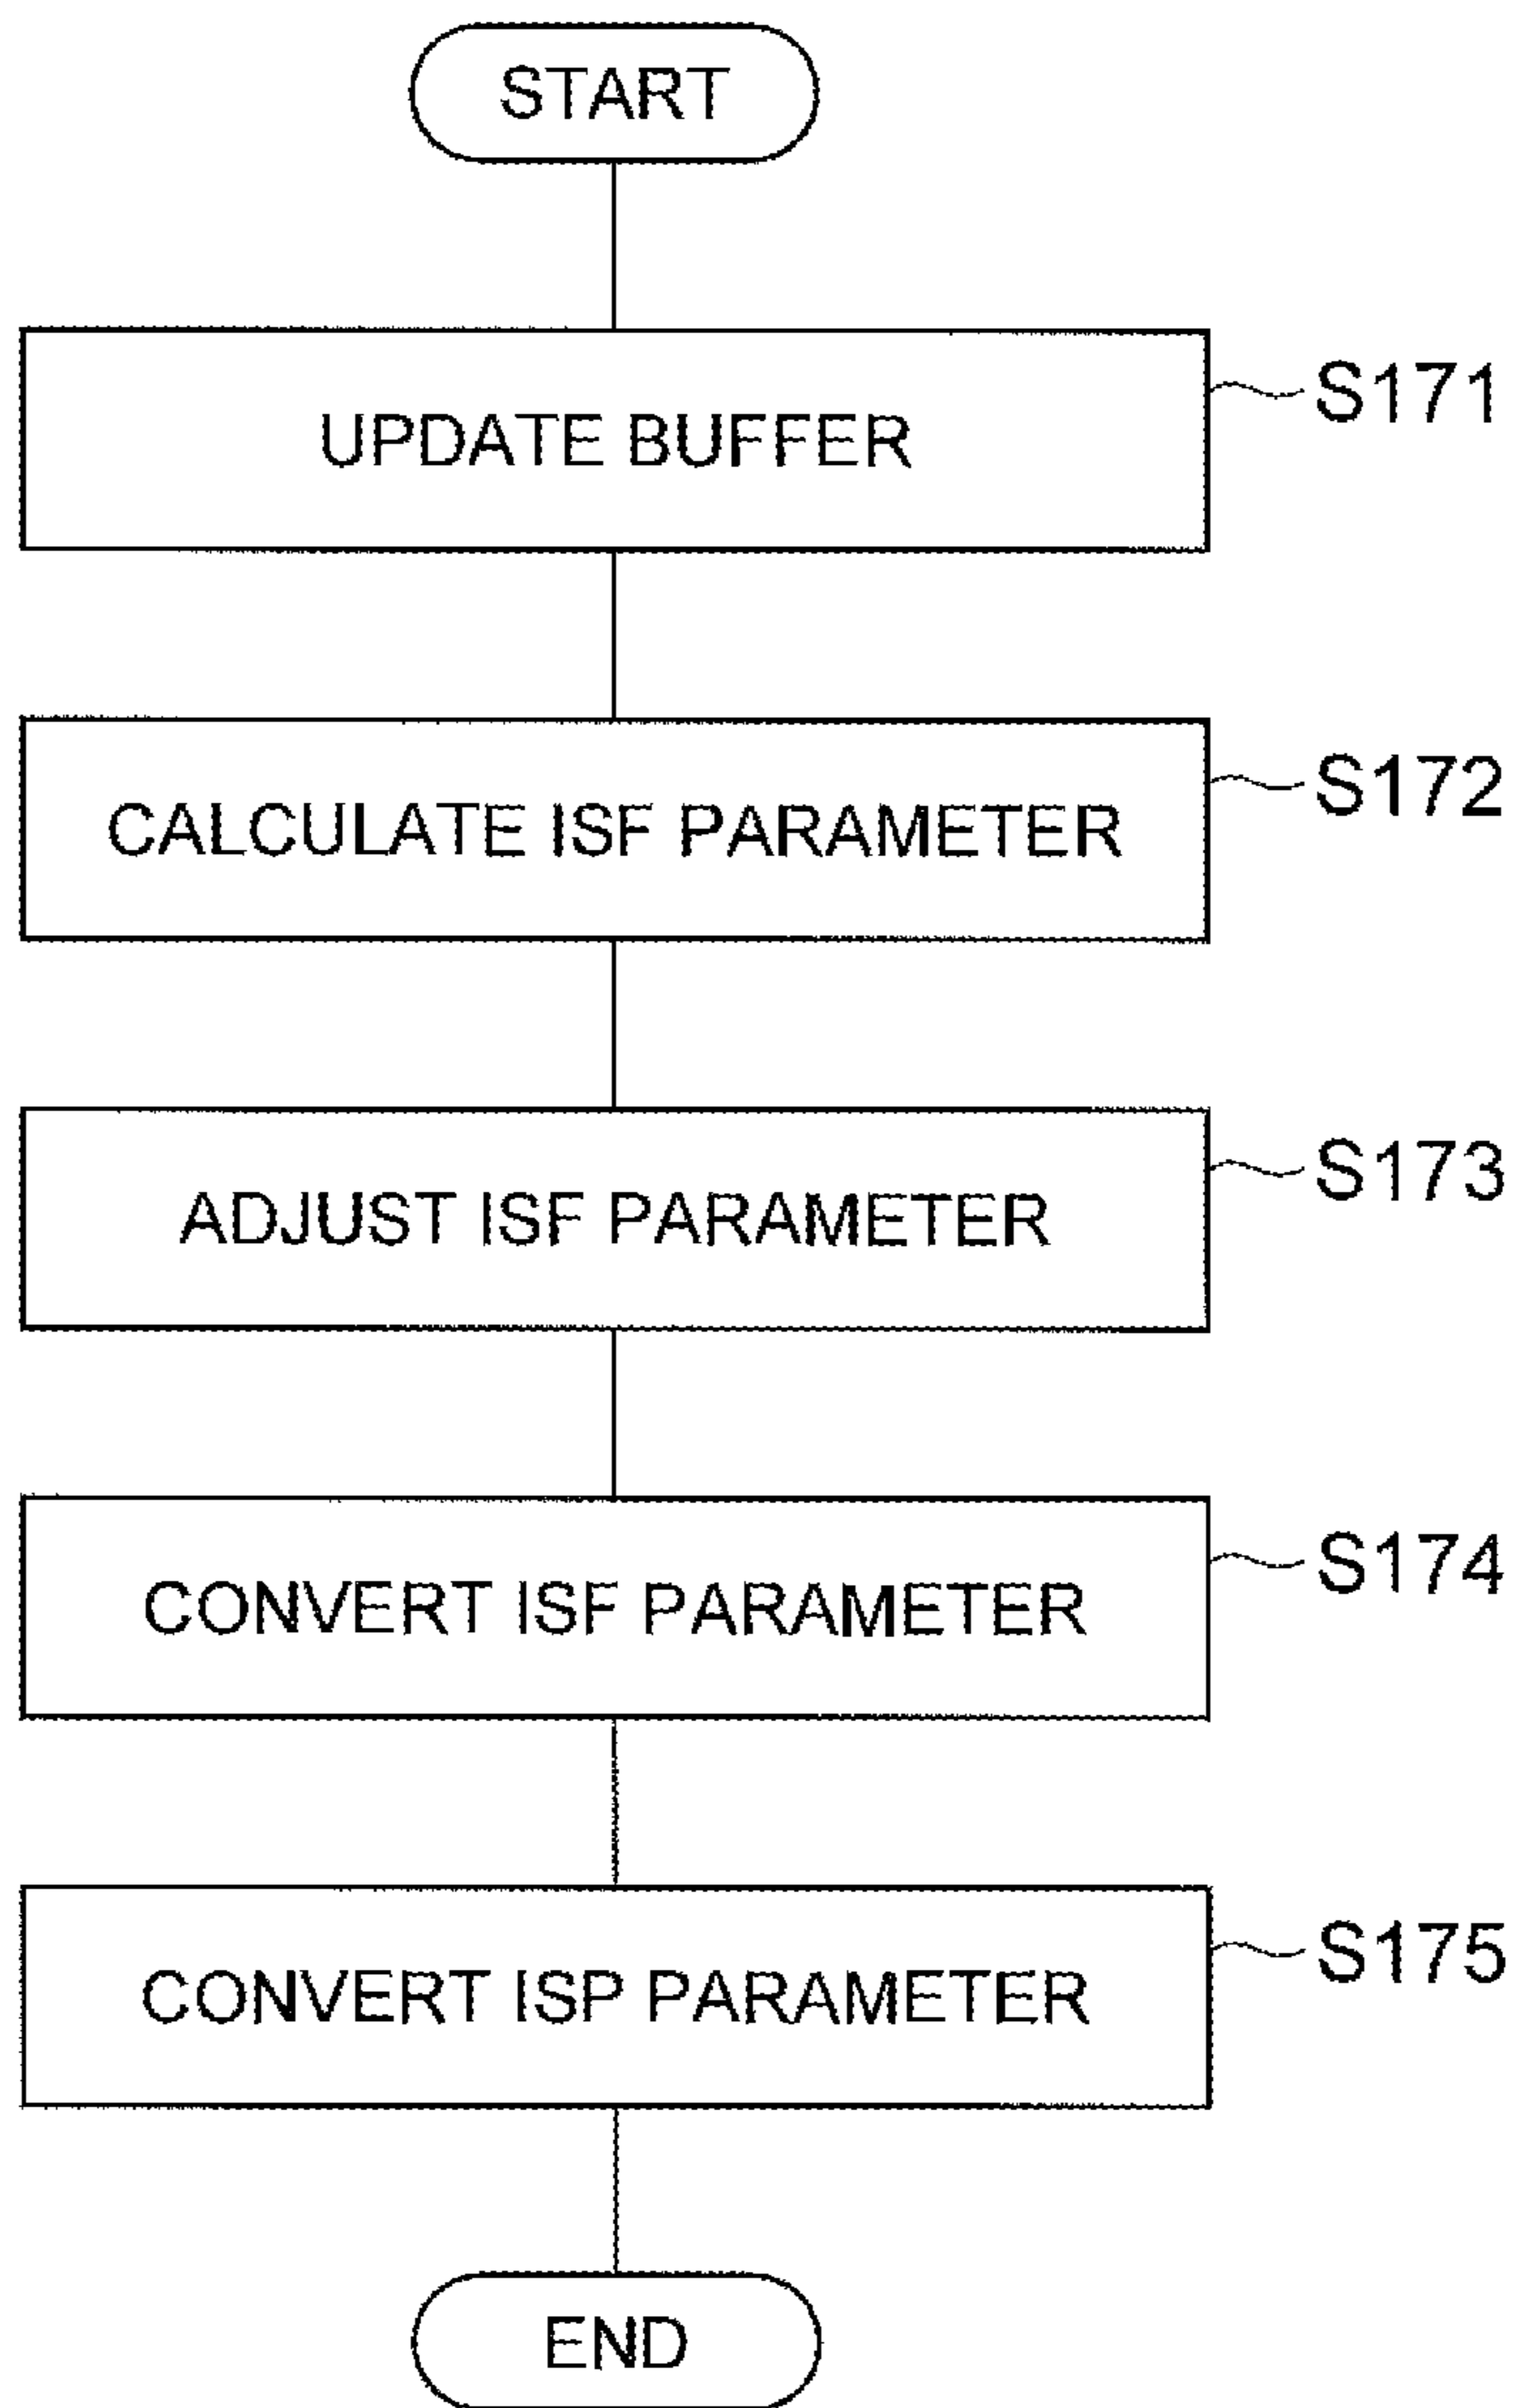 START
UPDATE BUFFER
S171
CALCULATE ISF PARAMETER
S172
ADJUST ISF PARAMETER
S173
CONVERT ISF PARAMETER
S174
CONVERT ISP PARAMETER
S175
END